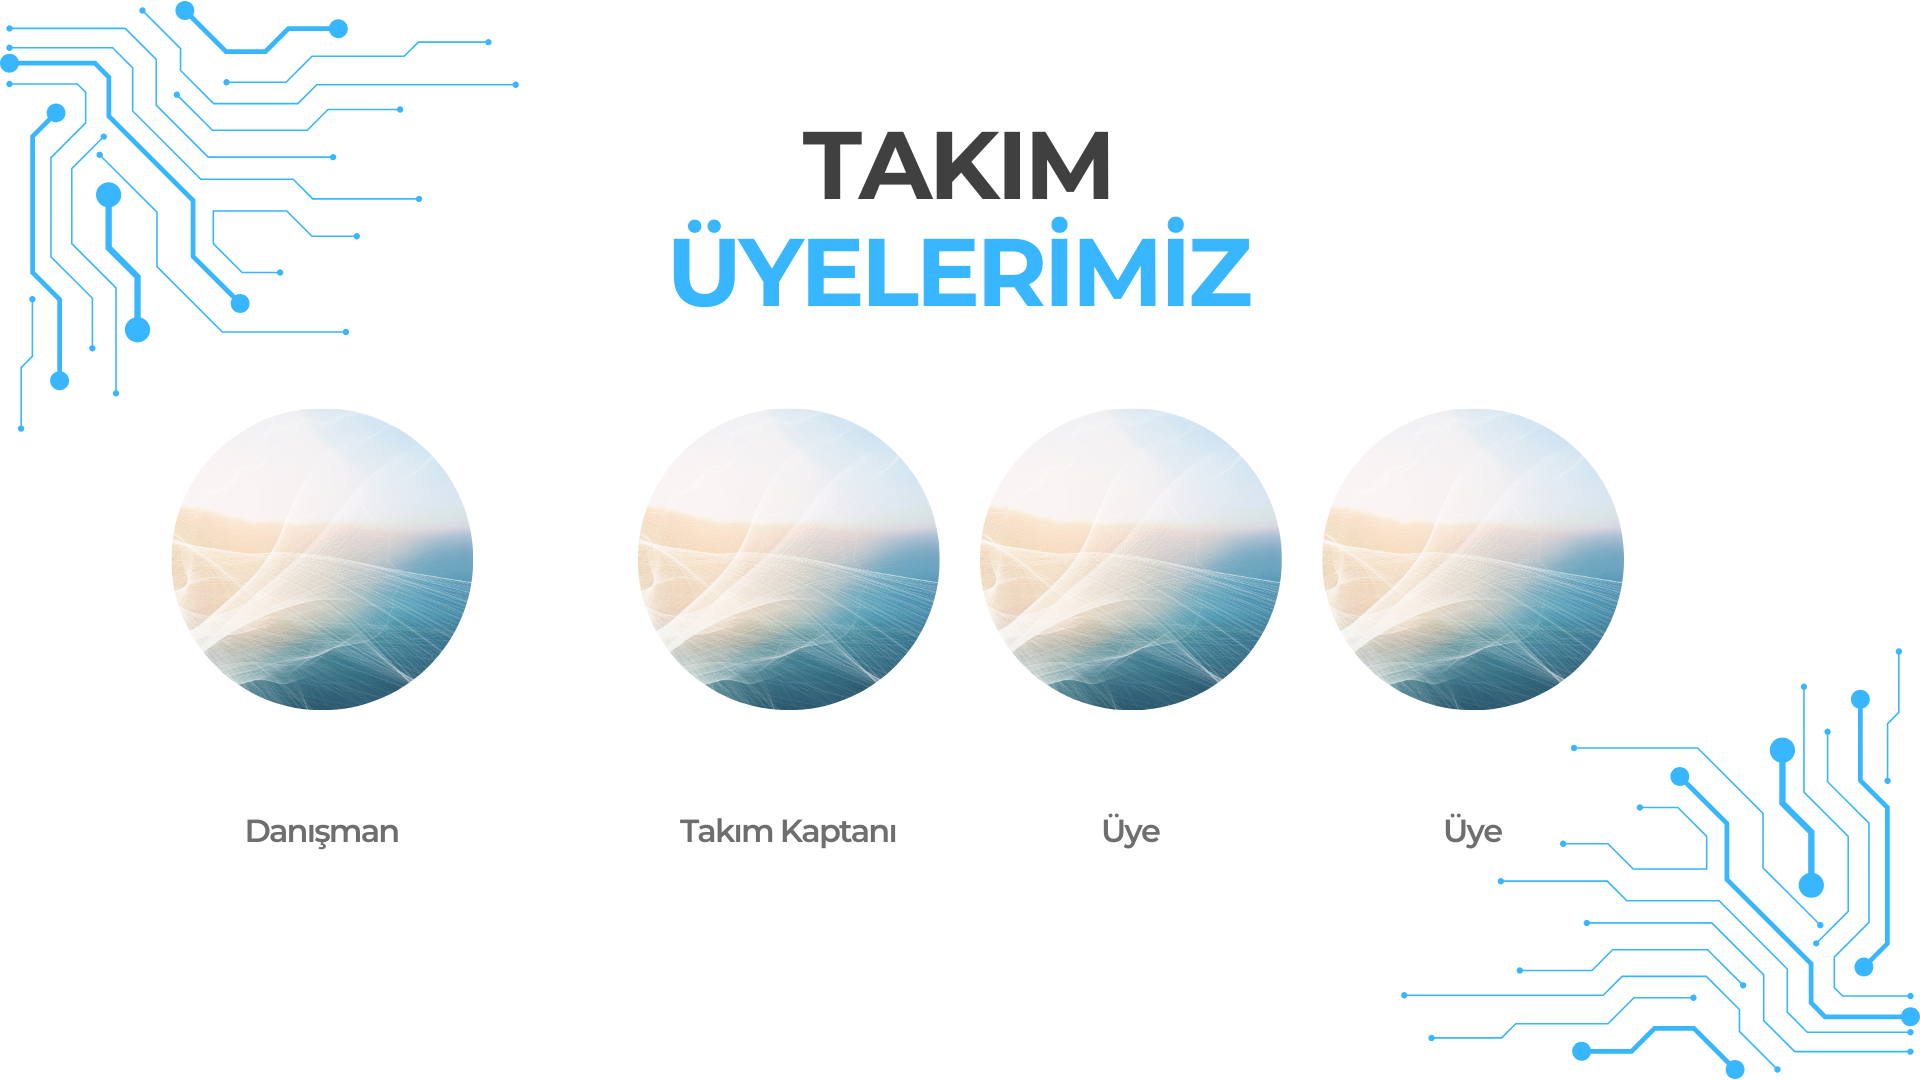 TAKIM
ÜYELERİMİZ
Danışman
Takım Kaptanı
Üye
Üye